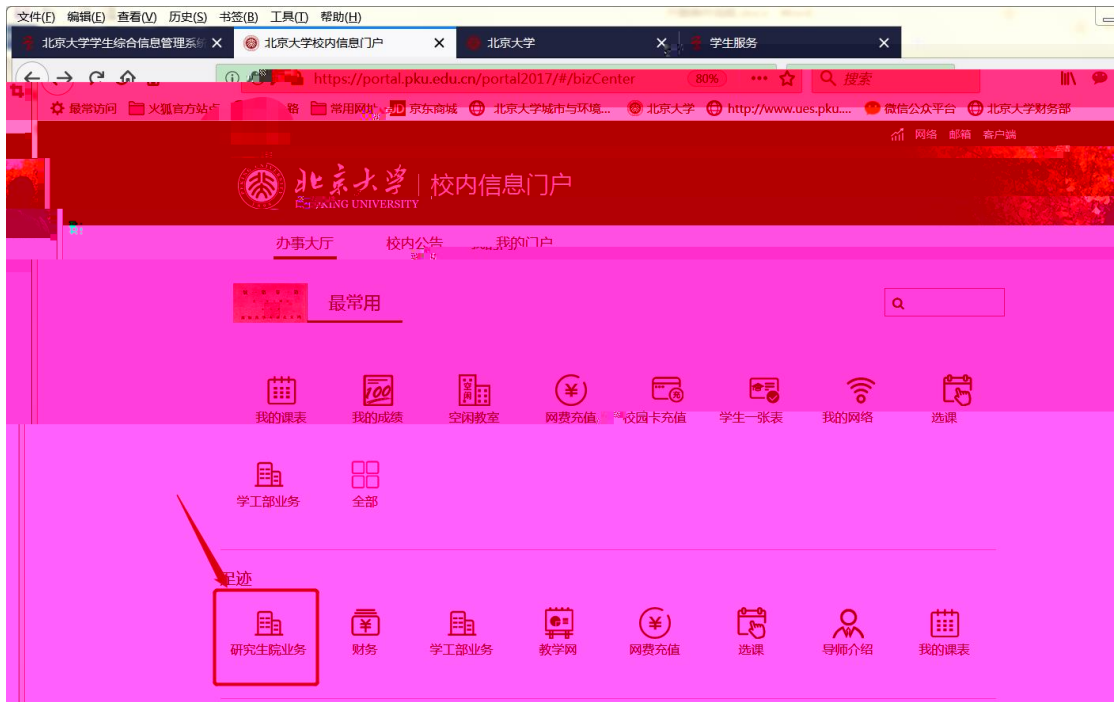 文件(F) 编辑(E) 查看(V) 历史(S) 书签(B) 工具(T) 帮助(H)
北京大学学生综合信息管理系统 北京大学校内信息门户 北京大学 学生服务
https://portal.pku.edu.cn/portal2017/#/bizCenter 80% 搜索
最常访问 火狐官方站点 常用网址 JD 京东商城 北京大学城市与环境... 北京大学 http://www.ues.pku.... 微信公众平台 北京大学财务部
网络 邮箱 客户端
北京大学 校内信息门户
PEKING UNIVERSITY
办事大厅 校内公告 我的门户
最常用
我的课表 我的成绩 空闲教室 网费充值 校园卡充值 学生一张表 我的网络 选课
学工部业务 全部
足迹
研究生院业务 财务 学工部业务 教学网 网费充值 选课 导师介绍 我的课表